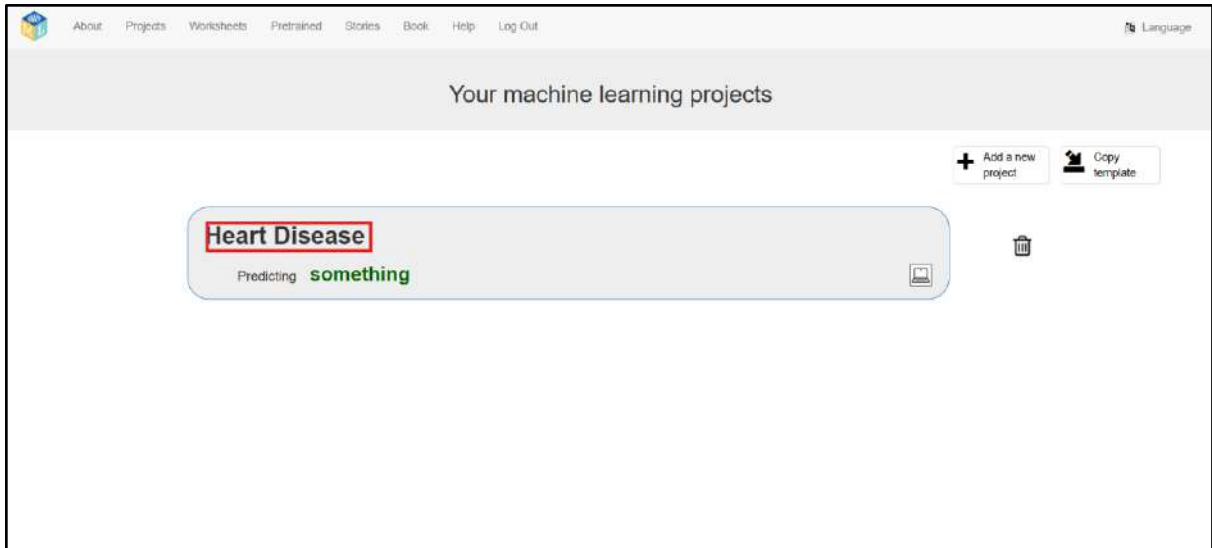 About Projects Worksheets Pretrained Stories Book Help Log Out Language
Your machine learning projects
Add a new
project
Copy
template
Heart Disease
Predicting something